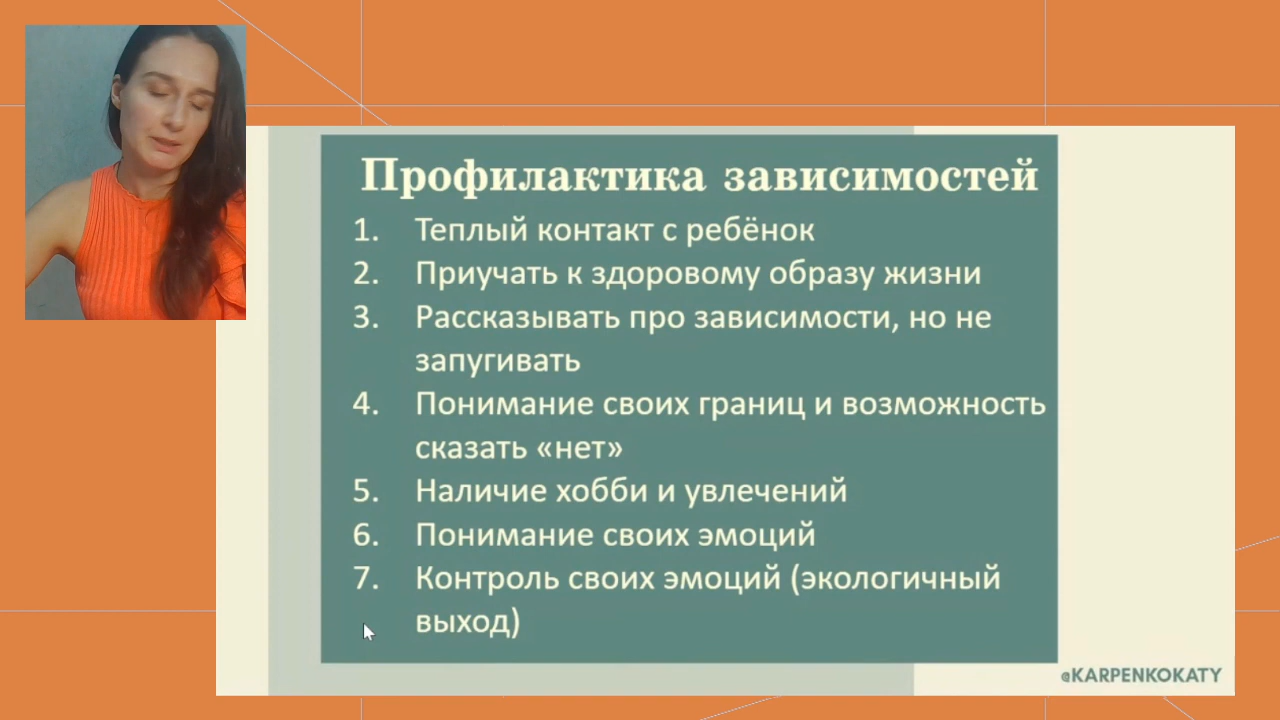 Профилактика зависимостей
1. Теплый контакт с ребёнок
2. Приучать к здоровому образу жизни
3. Рассказывать про зависимости, но не
запугивать
4. Понимание своих границ и возможность
сказать «нет»
5. Наличие хобби и увлечений
6. Понимание своих эмоций
7. Контроль своих эмоций (экологичный
выход)
@KARPENKOKATY